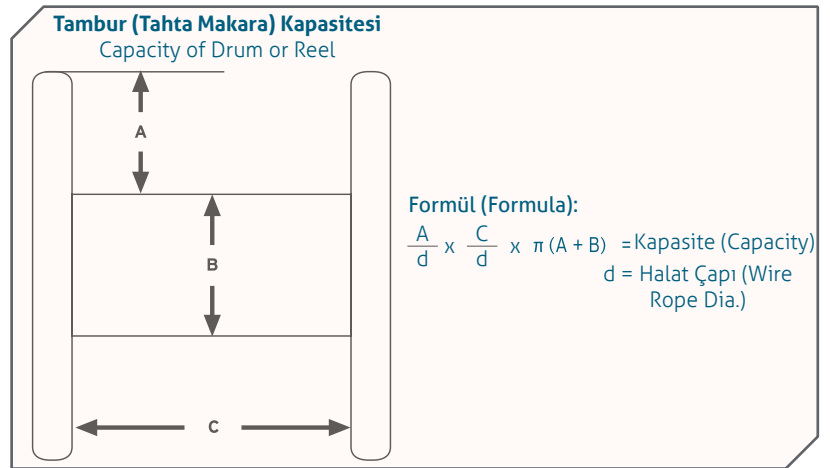 Tambur (Tahta Makara) Kapasitesi
Capacity of Drum or Reel
A
B
C
Formül (Formula):
A/d x C/d x π (A + B) = Kapasite (Capacity)
d = Halat Çapı (Wire
Rope Dia.)